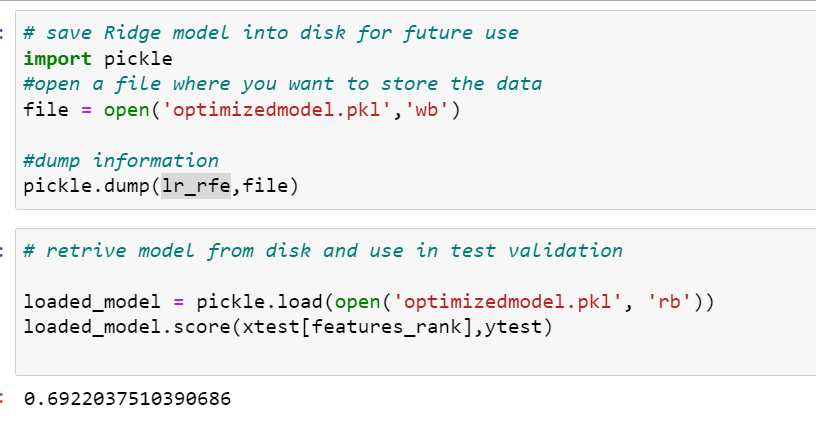 # save Ridge model into disk for future use
import pickle
#open a file where you want to store the data
file = open('optimizedmodel.pkl','wb')
#dump information
pickle.dump(lr_rfe,file)
# retrive model from disk and use in test validation
loaded_model = pickle.load(open('optimizedmodel.pkl', 'rb'))
loaded_model.score(xtest[features_rank],ytest)
0.6922037510390686